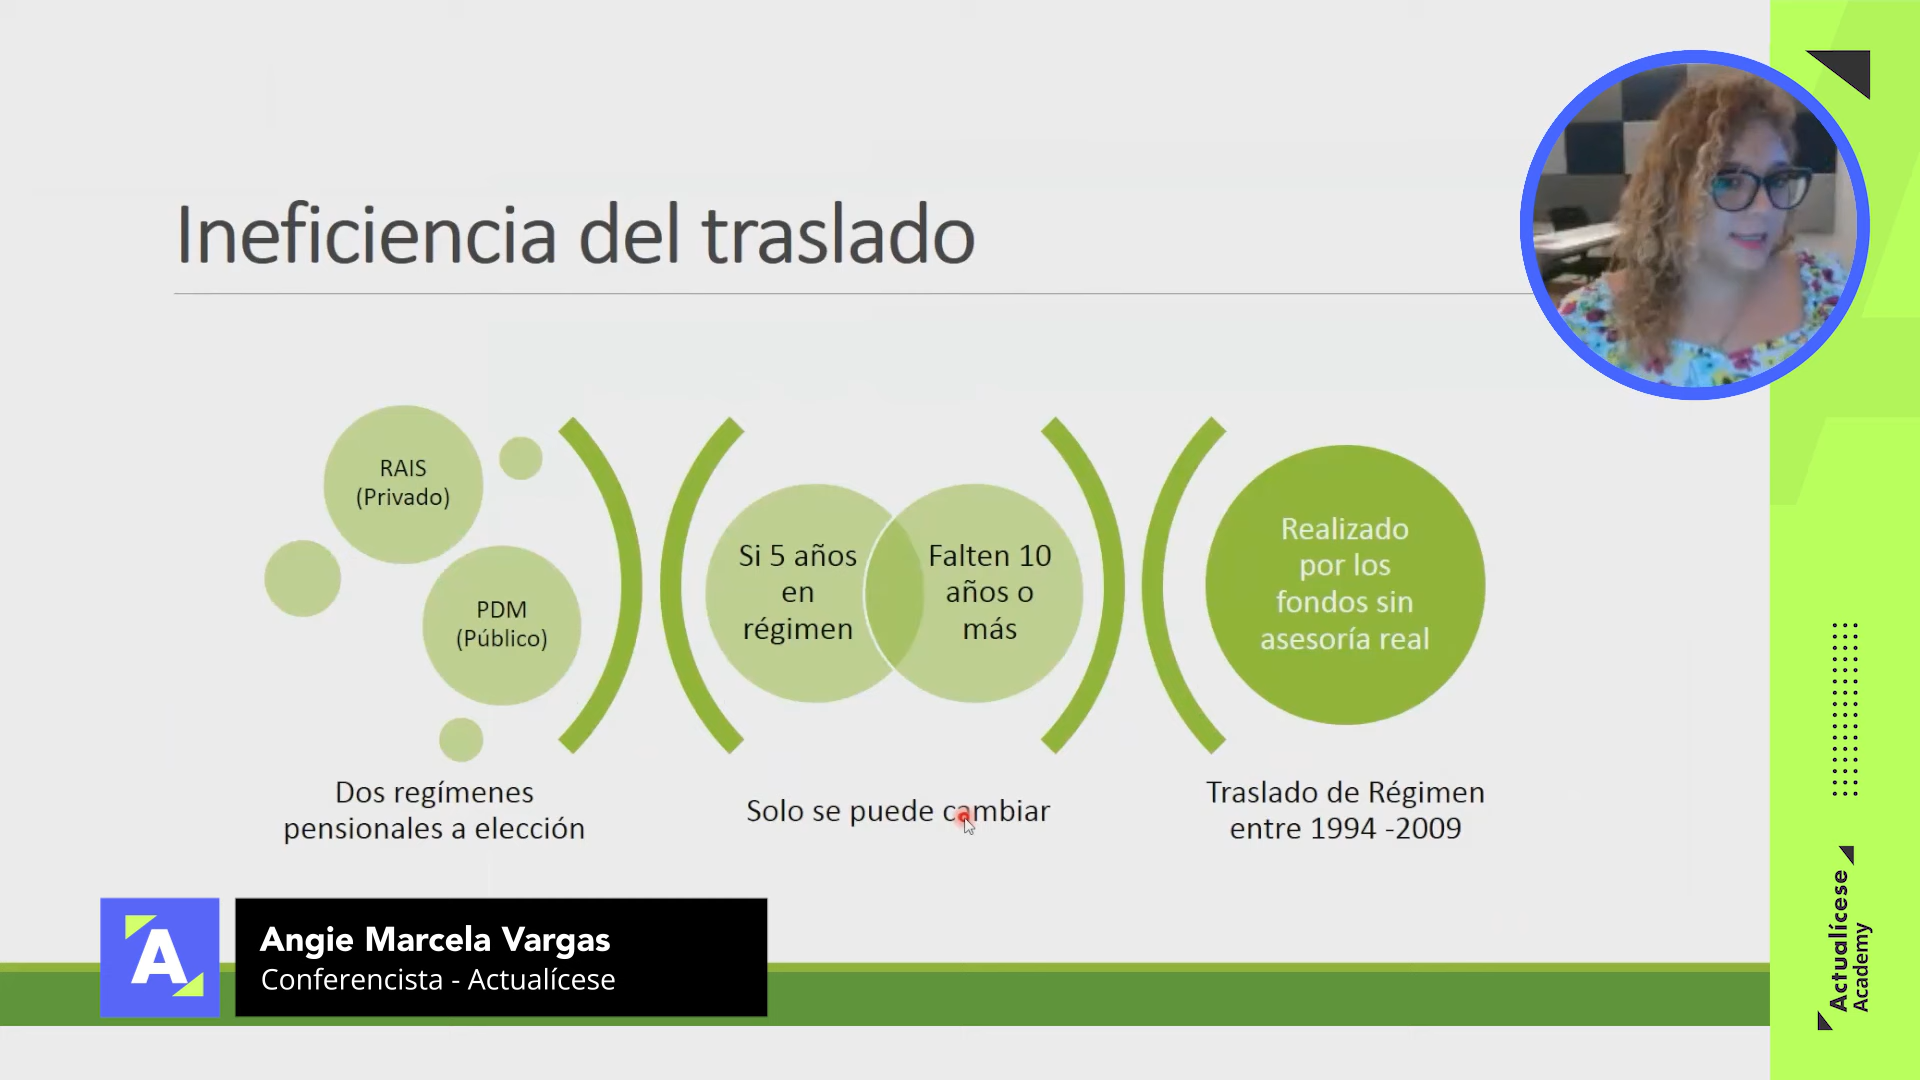 Ineficiencia del traslado
RAIS
(Privado)
PDM
(Público)
Dos regímenes
pensionales a elección
Si 5 años
en
régimen
Falten 10
años o
más
Solo se puede cambiar
Realizado
por los
fondos sin
asesoría real
Traslado de Régimen
entre 1994 -2009
A
Angie Marcela Vargas
Conferencista - Actualícese
Actualícese
Academy